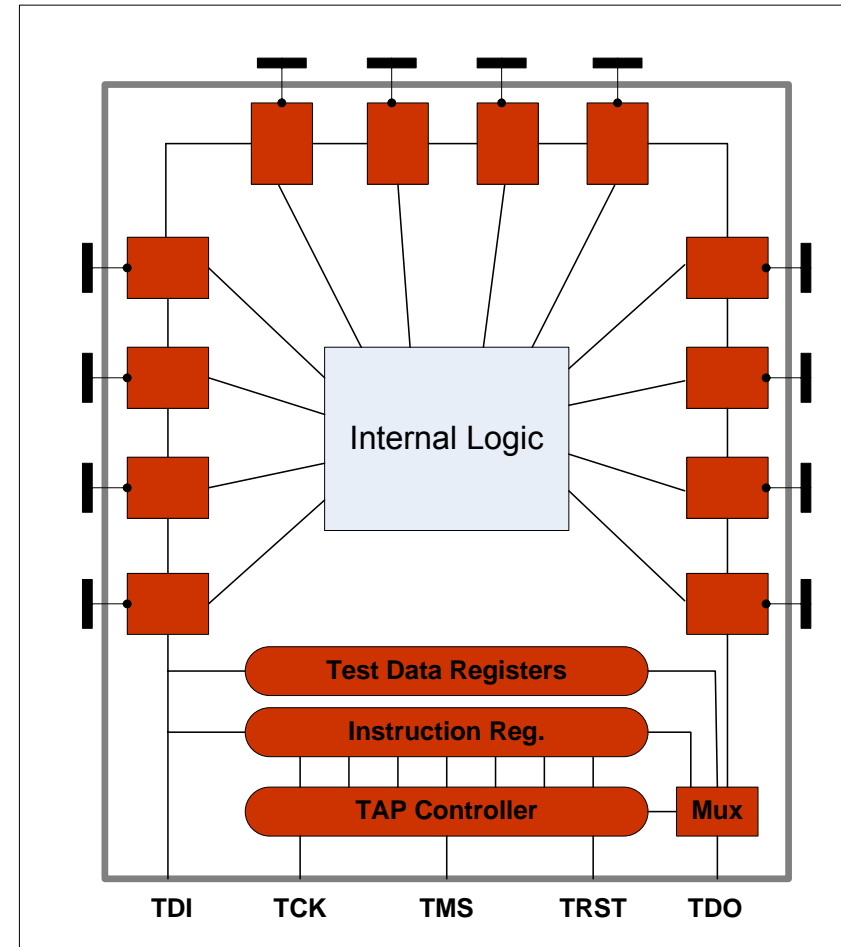 Internal Logic
Test Data Registers
Instruction Reg.
TAP Controller
Mux
TDI
TCK
TMS
TRST
TDO